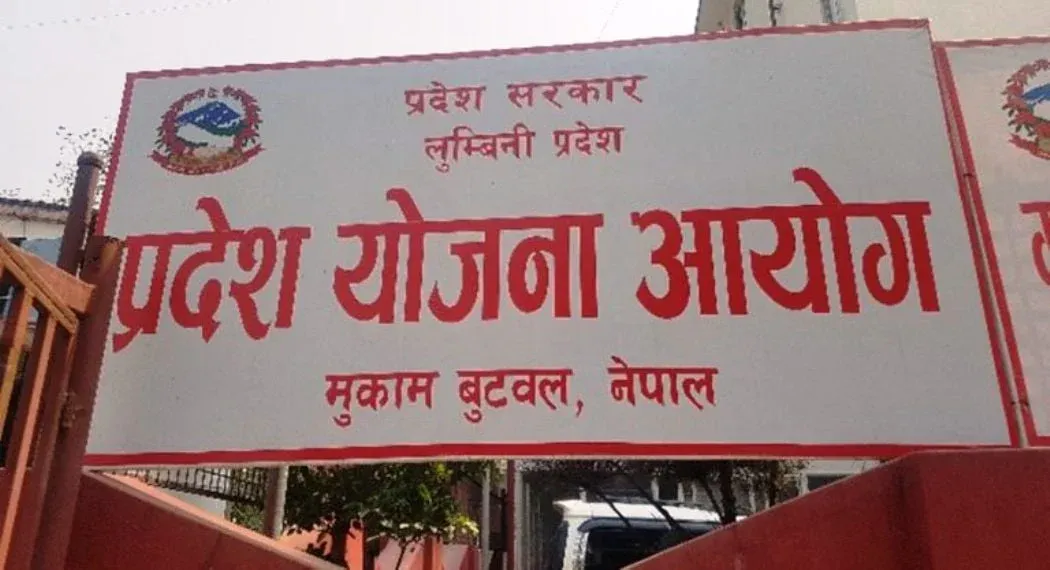 प्रदेश सरकार
लुम्बिनी प्रदेश
प्रदेश योजना आयोग
मुकाम बुटवल, नेपाल